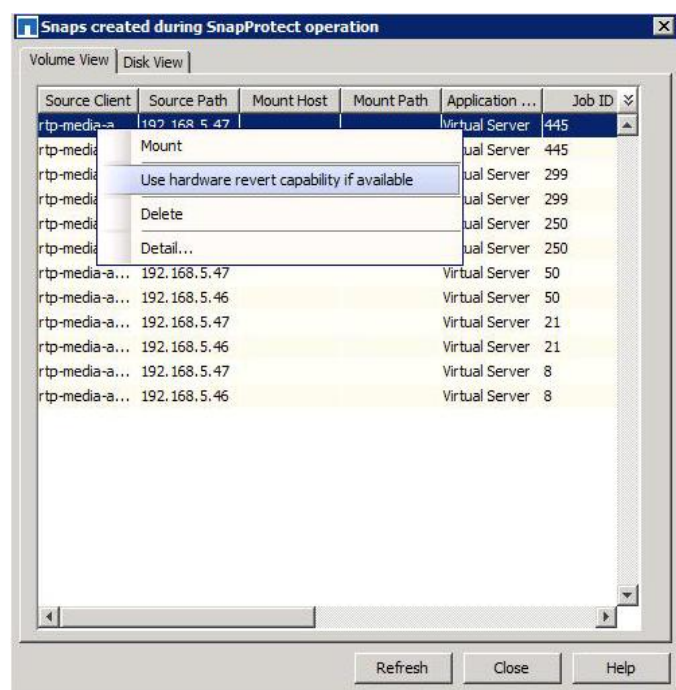 Snaps created during SnapProtect operation
Volume View Disk View
Source Client Source Path Mount Host Mount Path Application ... Job ID
rtp-media-a... 192.168.5.47 Virtual Server 445
rtp-media Mount tual Server 445
rtp-media Use hardware revert capability if available tual Server 299
rtp-media tual Server 299
rtp-media Delete tual Server 250
rtp-media Detail... tual Server 250
rtp-media-a... 192.168.5.47 Virtual Server 50
rtp-media-a... 192.168.5.46 Virtual Server 50
rtp-media-a... 192.168.5.47 Virtual Server 21
rtp-media-a... 192.168.5.46 Virtual Server 21
rtp-media-a... 192.168.5.47 Virtual Server 8
rtp-media-a... 192.168.5.46 Virtual Server 8
Refresh Close Help